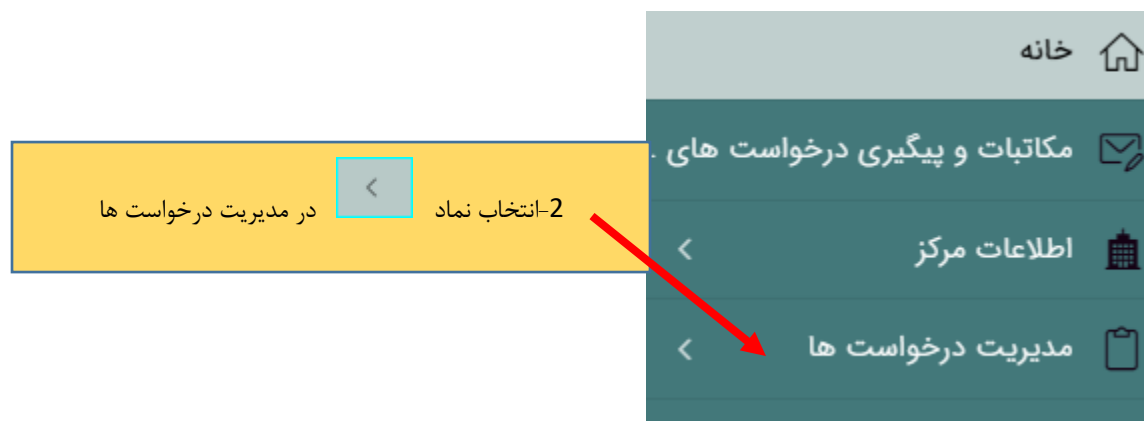 خانه
مکاتبات و پیگیری درخواست های .
اطلاعات مرکز
مدیریت درخواست ها
2-انتخاب نماد در مدیریت درخواست ها